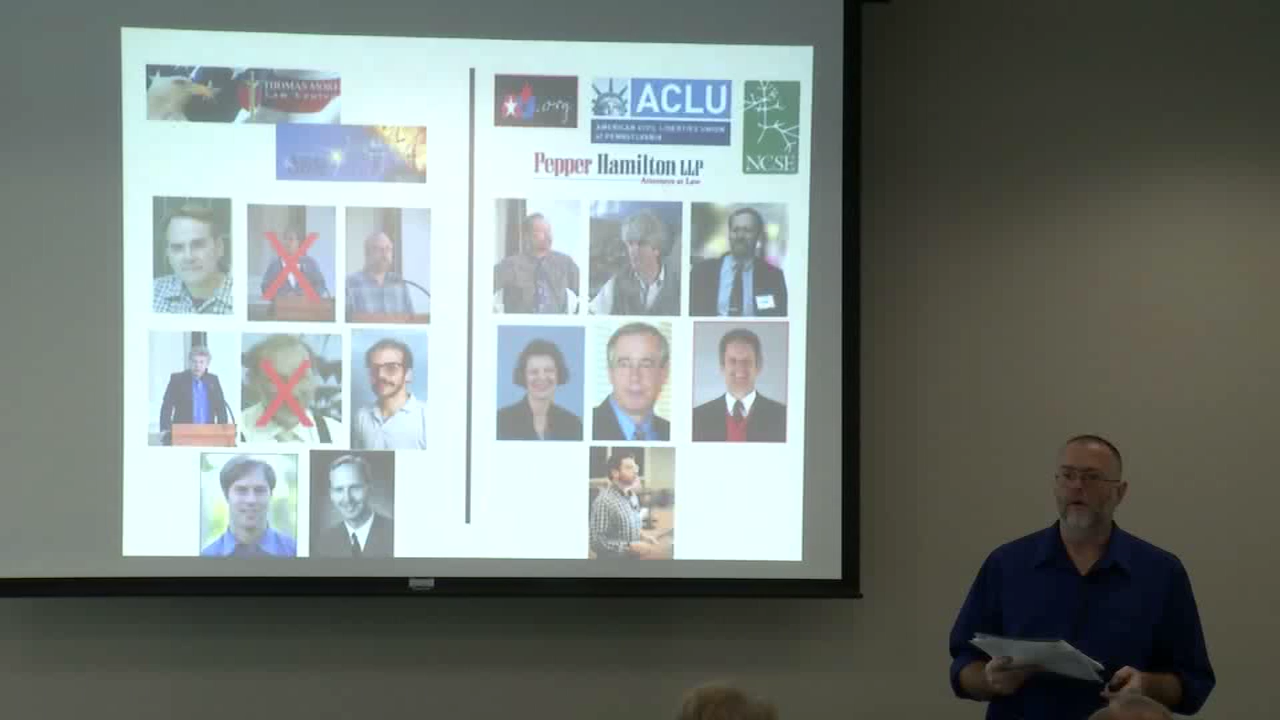 THOMAS MORE
Law Center
.org
ACLU
AMERICAN CIVIL LIBERTIES UNION
of PENNSYLVANIA
NCSE
Pepper Hamilton LLP
Attorneys at Law